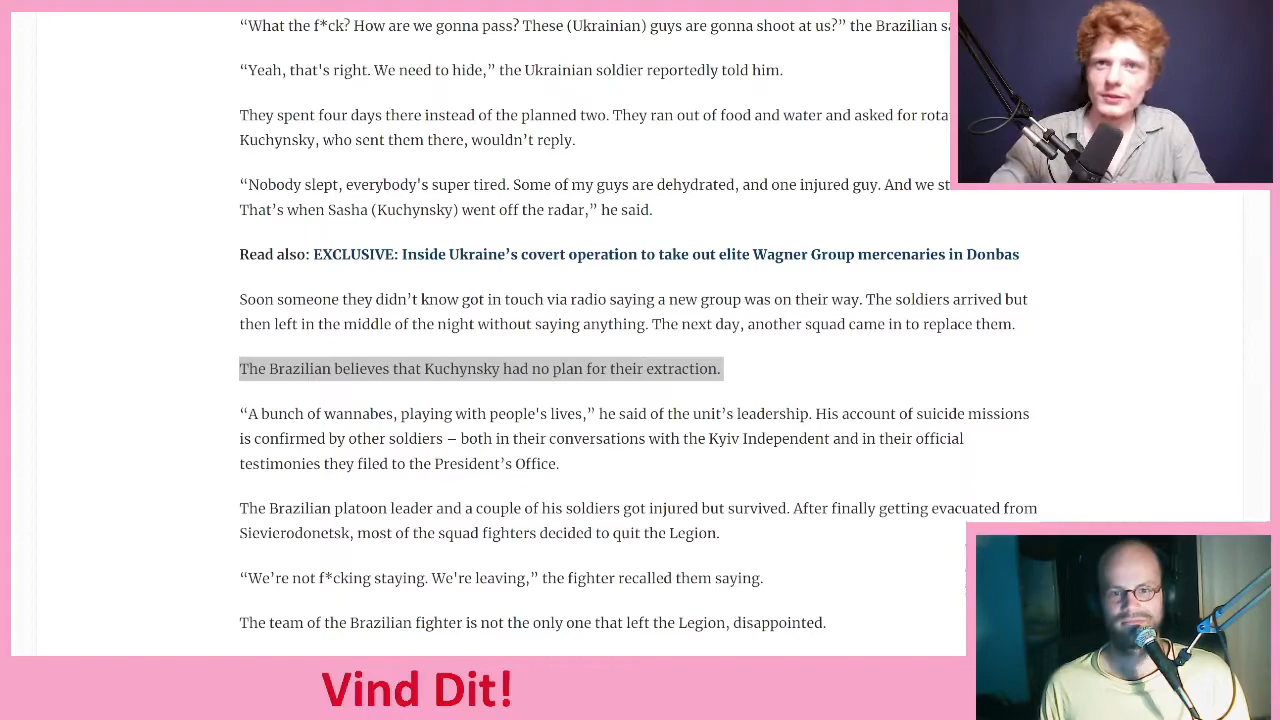 “What the f*ck? How are we gonna pass? These (Ukrainian) guys are gonna shoot at us?” the Brazilian
“Yeah, that's right. We need to hide,” the Ukrainian soldier reportedly told him.
They spent four days there instead of the planned two. They ran out of food and water and asked for
Kuchynsky, who sent them there, wouldn’t reply.
“Nobody slept, everybody’s super tired. Some of my guys are dehydrated, and one injured guy. And we
That’s when Sasha (Kuchynsky) went off the radar,” he said.
Read also: EXCLUSIVE: Inside Ukraine’s covert operation to take out elite Wagner Group mercenaries in Donbas
Soon someone they didn’t know got in touch via radio saying a new group was on their way. The soldiers arrived but
then left in the middle of the night without saying anything. The next day, another squad came in to replace them.
The Brazilian believes that Kuchynsky had no plan for their extraction.
“A bunch of wannabes, playing with people's lives,” he said of the unit’s leadership. His account of suicide missions
is confirmed by other soldiers – both in their conversations with the Kyiv Independent and in their official
testimonies they filed to the President’s Office.
The Brazilian platoon leader and a couple of his soldiers got injured but survived. After finally getting evacuated from
Sievierodonetsk, most of the squad fighters decided to quit the Legion.
“We’re not f*cking staying. We're leaving,” the fighter recalled them saying.
The team of the Brazilian fighter is not the only one that left the Legion, disappointed.
Vind Dit!